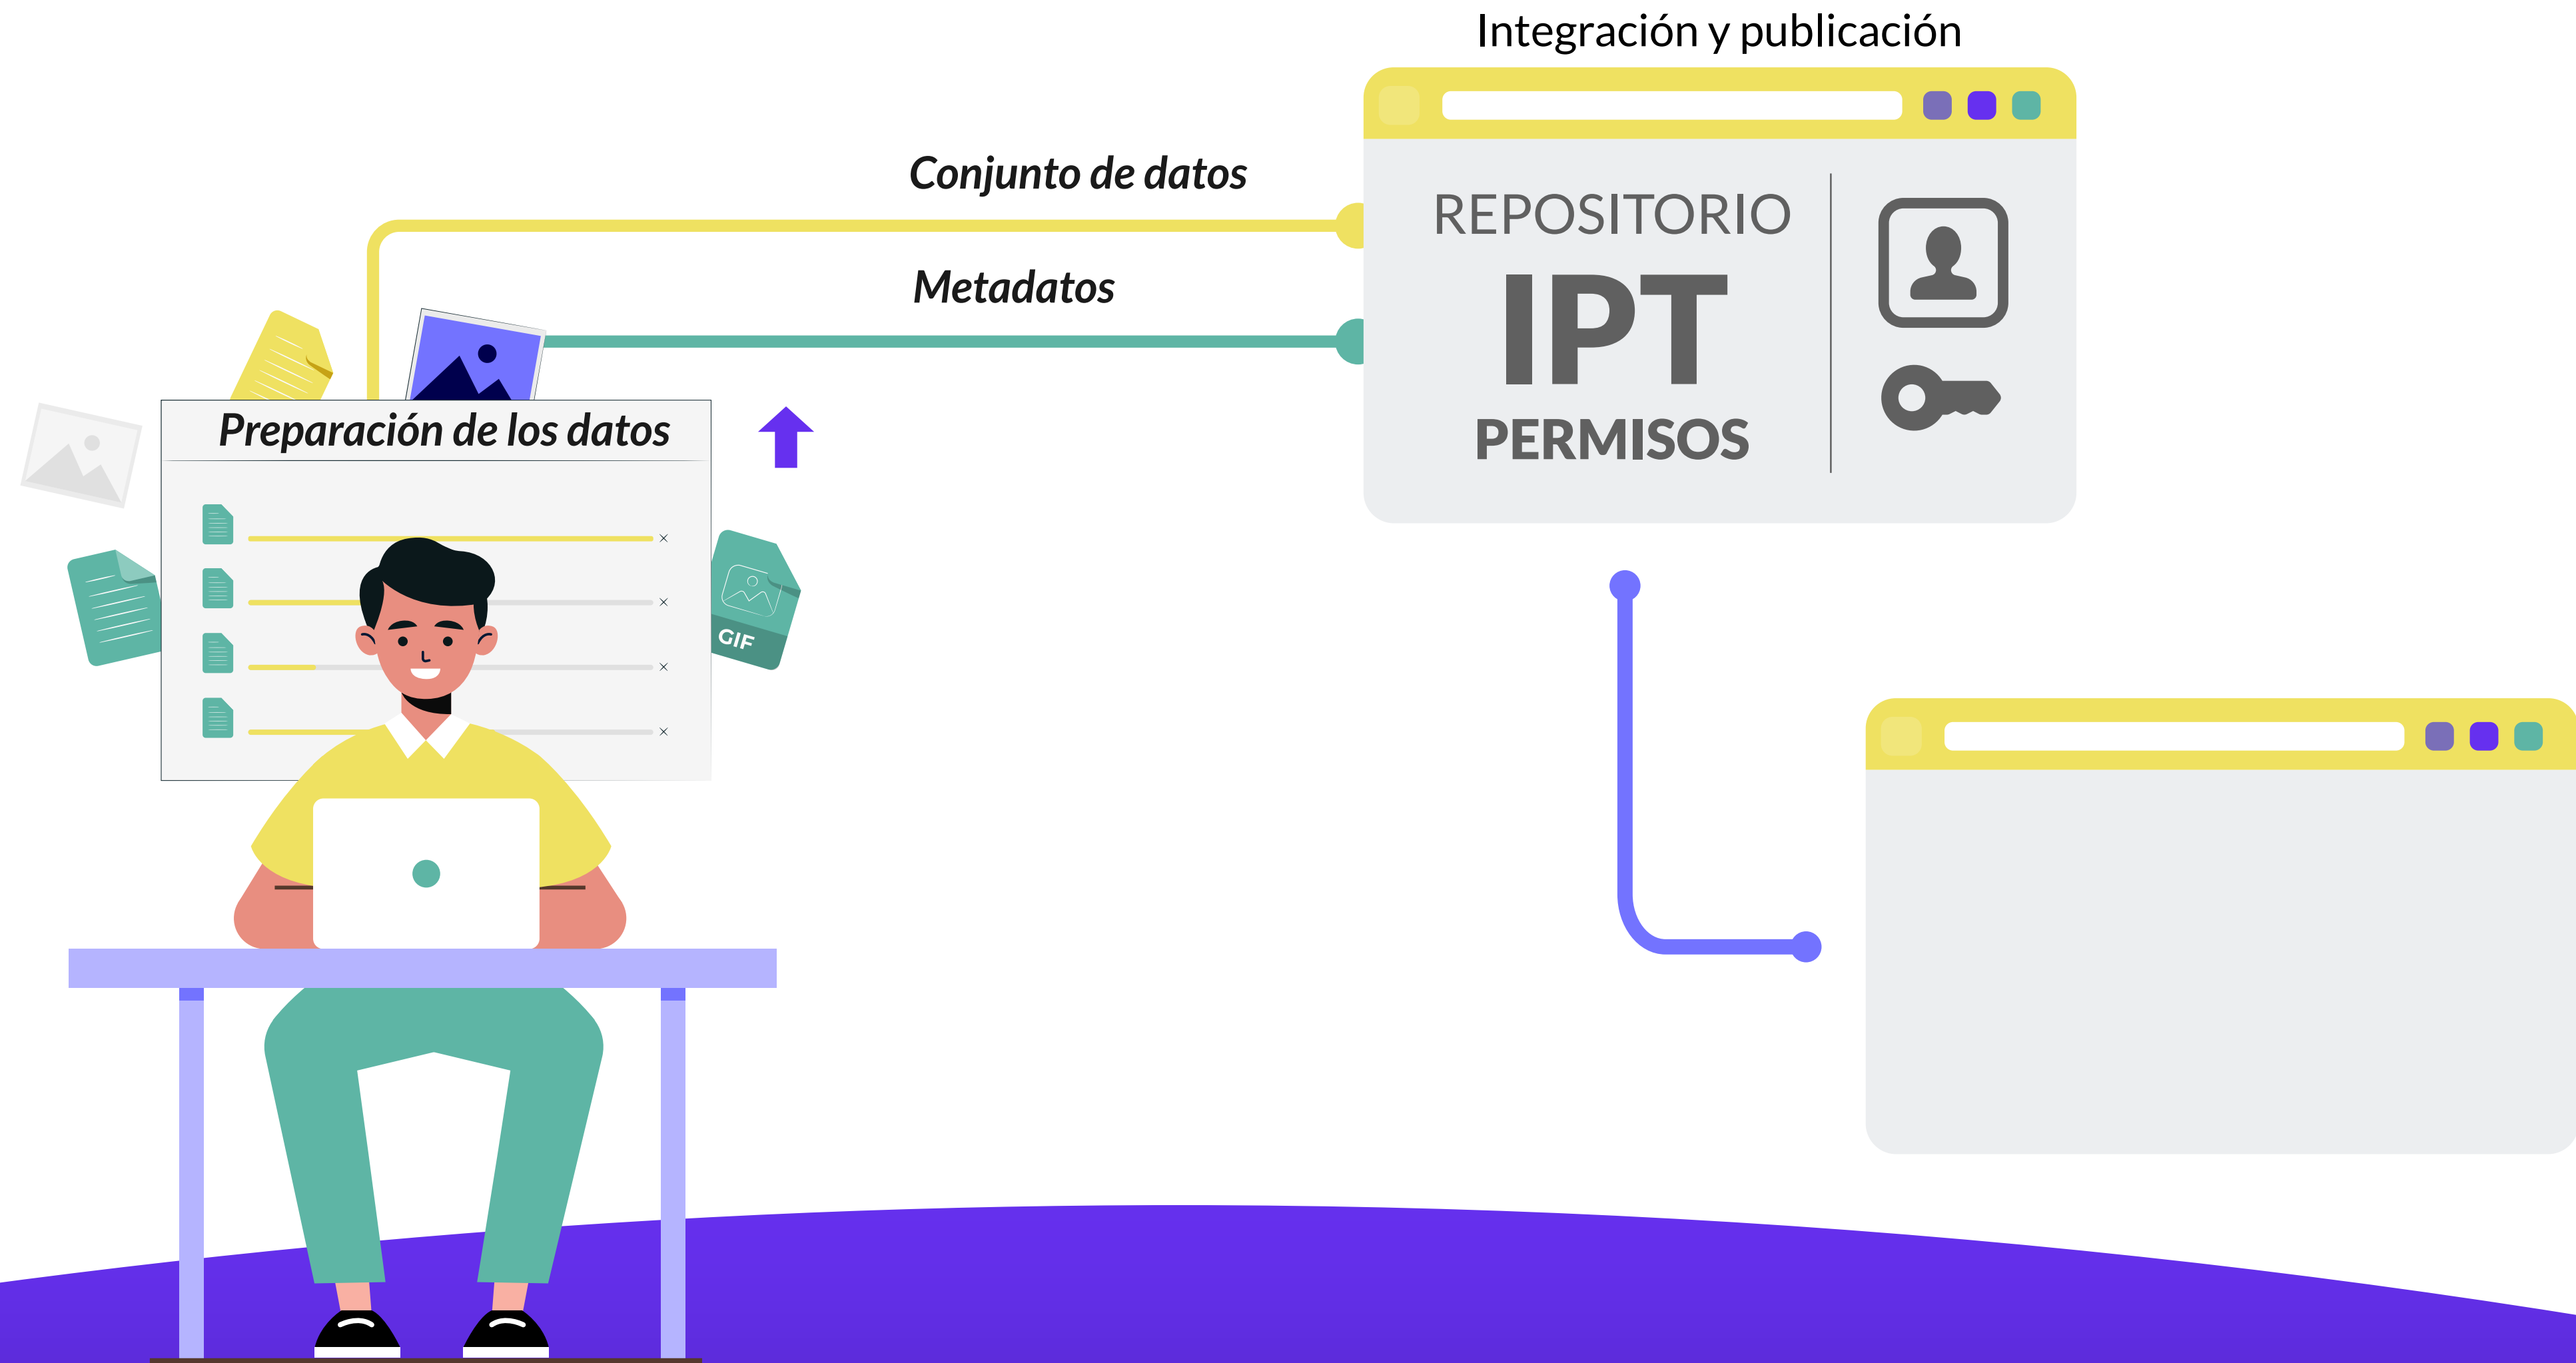 Integración y publicación
Conjunto de datos
Metadatos
REPOSITORIO
IPT
PERMISOS
Preparación de los datos
GIF